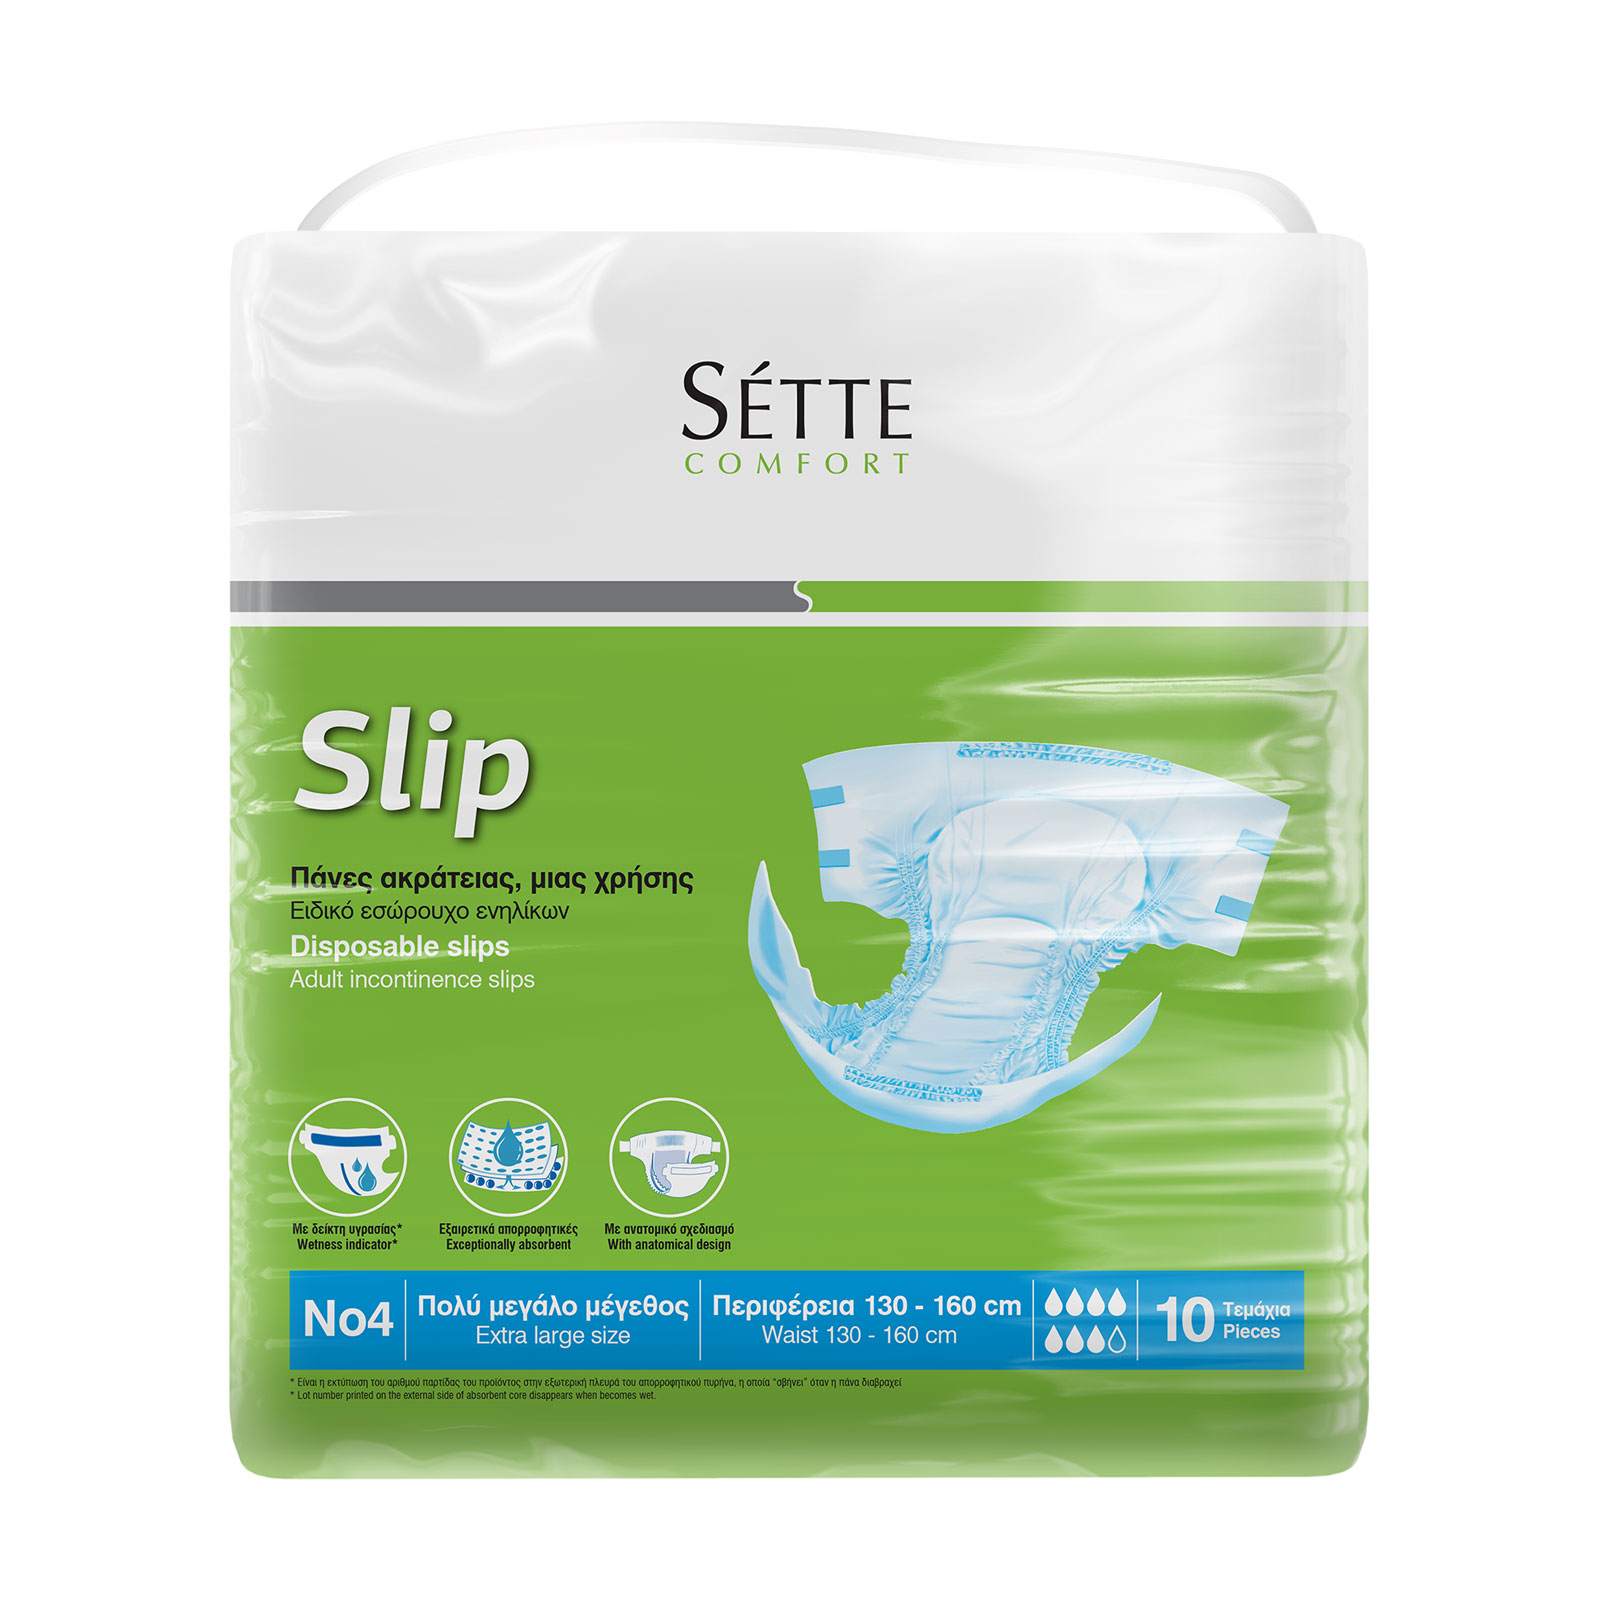 SÉTTE
COMFORT
Slip
Πάνες ακράτειας, μιας χρήσης
Ειδικό εσώρουχο ενηλίκων
Disposable slips
Adult incontinence slips
Με δείκτη υγρασίας*
Wetness indicator*
Εξαιρετικά απορροφητικές
Exceptionally absorbent
Με ανατομικό σχεδιασμό
With anatomical design
No4
Πολύ μεγάλο μέγεθος
Extra large size
Περιφέρεια 130 - 160 cm
Waist 130 - 160 cm
10 Τεμάχια
Pieces
* Είναι η εκτύπωση του αριθμού παρτίδας του προϊόντος στην εξωτερική πλευρά του απορροφητικού πυρήνα, η οποία "σβήνει" όταν η πάνα διαβραχεί
* Lot number printed on the external side of absorbent core disappears when becomes wet.